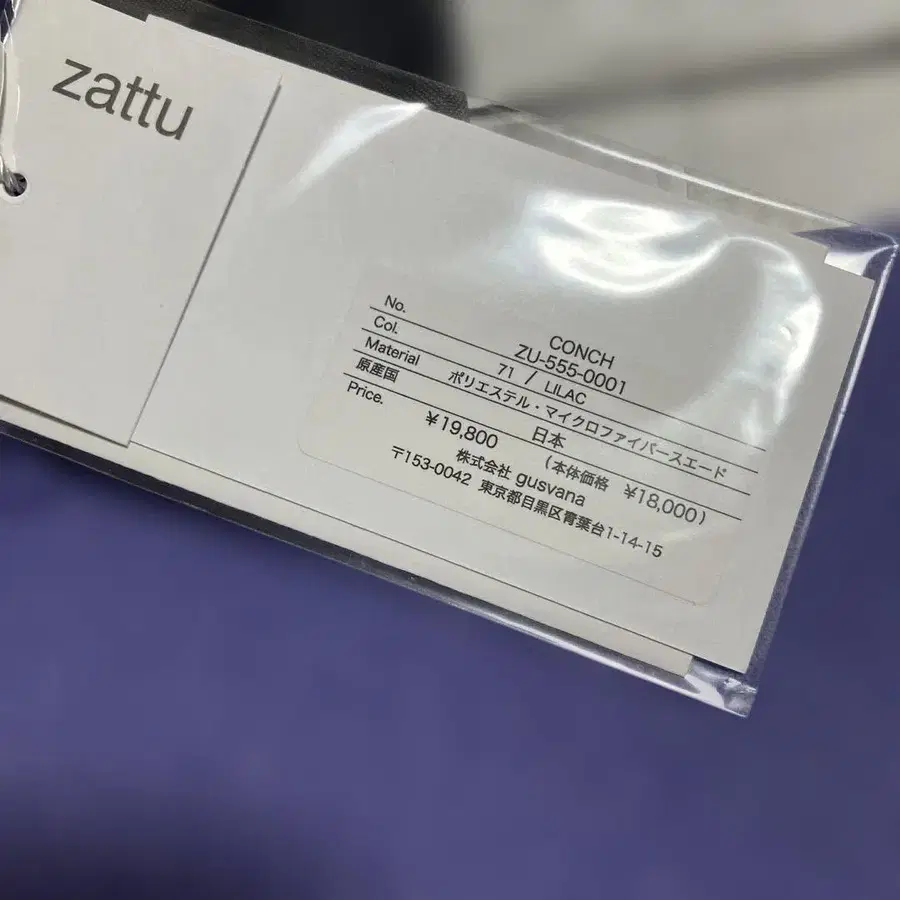 zattu
CONCH
No. ZU-555-0001
Col. 71 / LILAC
Material ポリエステル・マイクロファイバースエード
原産国 日本
Price. ¥19,800 (本体価格 ¥18,000)
株式会社 gusvana
〒153-0042 東京都目黒区青葉台1-14-15